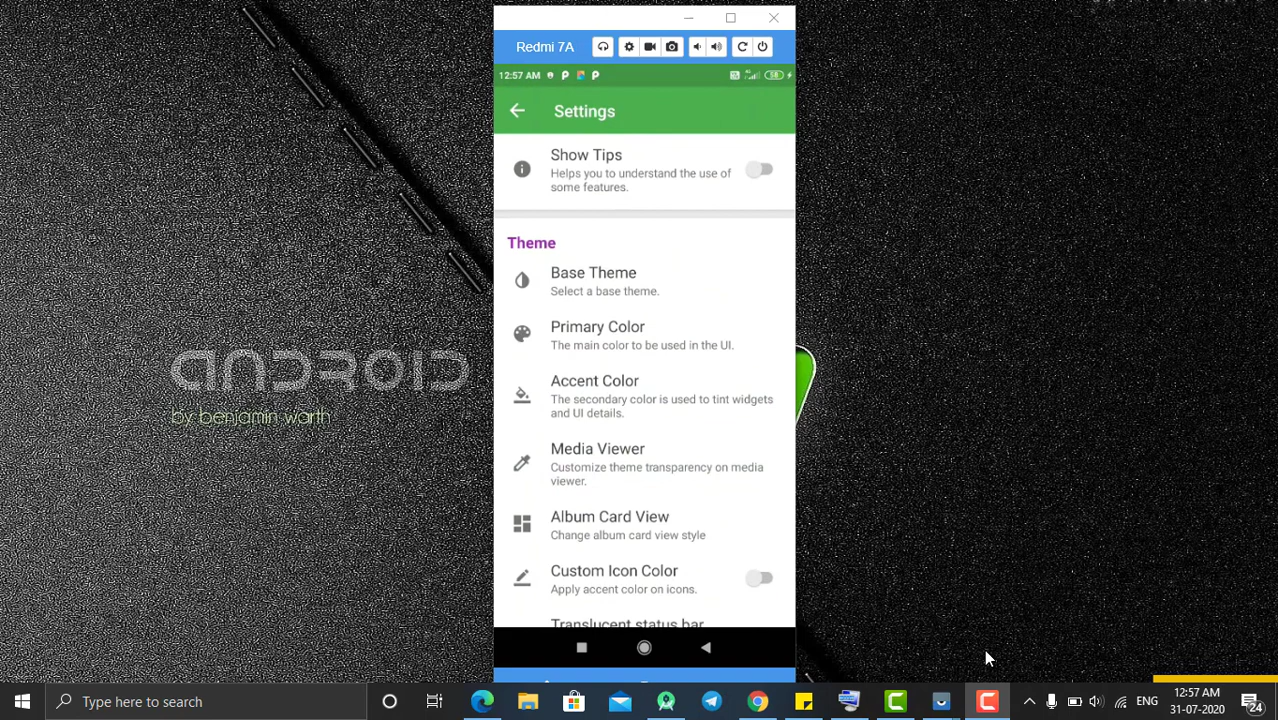 Redmi 7A
12:57 AM
58
Settings
Show Tips
Helps you to understand the use of
some features.
Theme
Base Theme
Select a base theme.
Primary Color
The main color to be used in the UI.
Accent Color
The secondary color is used to tint widgets
and UI details.
Media Viewer
Customize theme transparency on media
viewer.
Album Card View
Change album card view style
Custom Icon Color
Apply accent color on icons.
Translucent status bar
ANDROID
by benjamin warth
Type here to search
ENG
12:57 AM
31-07-2020
24